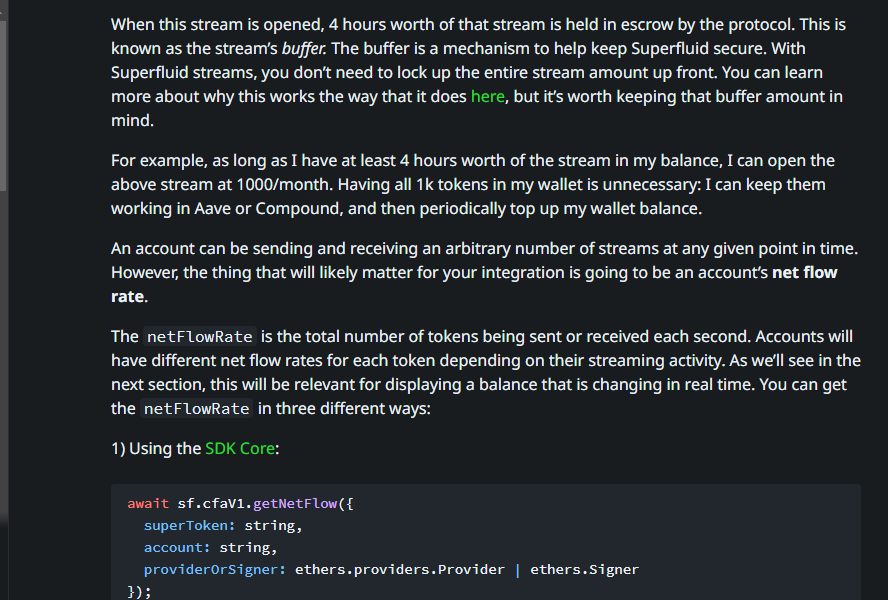 When this stream is opened, 4 hours worth of that stream is held in escrow by the protocol. This is
known as the stream’s buffer. The buffer is a mechanism to help keep Superfluid secure. With
Superfluid streams, you don’t need to lock up the entire stream amount up front. You can learn
more about why this works the way that it does here, but it’s worth keeping that buffer amount in
mind.
For example, as long as I have at least 4 hours worth of the stream in my balance, I can open the
above stream at 1000/month. Having all 1k tokens in my wallet is unnecessary: I can keep them
working in Aave or Compound, and then periodically top up my wallet balance.
An account can be sending and receiving an arbitrary number of streams at any given point in time.
However, the thing that will likely matter for your integration is going to be an account’s net flow
rate.
The netFlowRate is the total number of tokens being sent or received each second. Accounts will
have different net flow rates for each token depending on their streaming activity. As we’ll see in the
next section, this will be relevant for displaying a balance that is changing in real time. You can get
the netFlowRate in three different ways:
1) Using the SDK Core:
await sf.cfaV1.getNetFlow({
superToken: string,
account: string,
providerOrSigner: ethers.providers.Provider | ethers.Signer
});